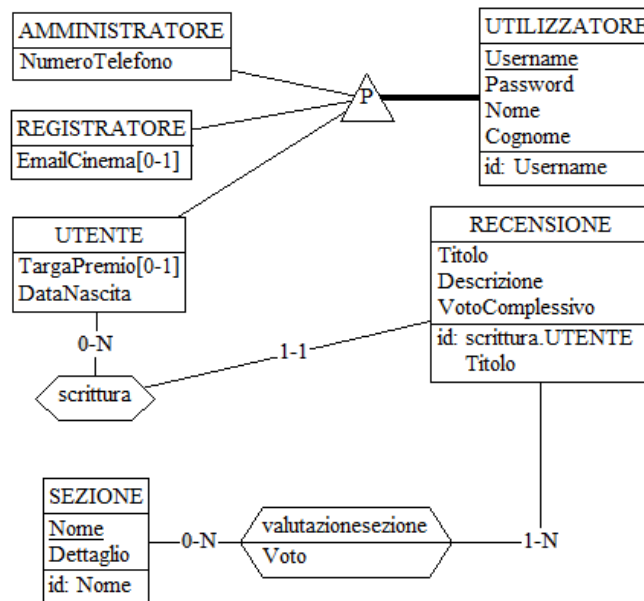 AMMINISTRATORE
NumeroTelefono
UTILIZZATORE
Username
Password
Nome
Cognome
id: Username
P
REGISTRATORE
EmailCinema[0-1]
UTENTE
TargaPremio[0-1]
DataNascita
RECENSIONE
Titolo
Descrizione
VotoComplessivo
id: scrittura.UTENTE
Titolo
0-N
1-1
scrittura
SEZIONE
Nome
Dettaglio
id: Nome
0-N
valutazionesezione
Voto
1-N